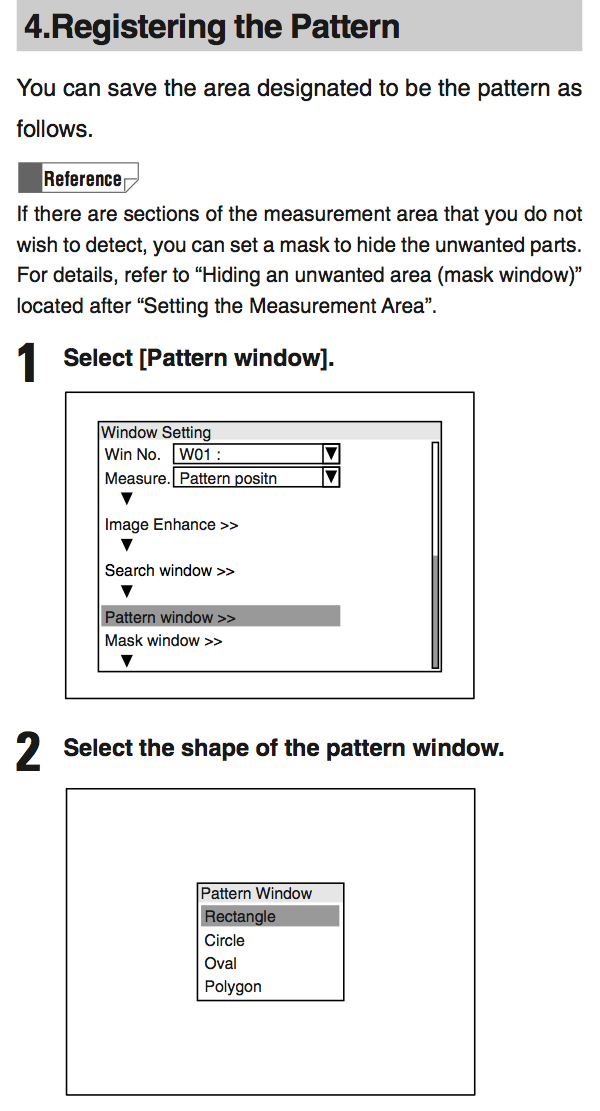 4.Registering the Pattern
You can save the area designated to be the pattern as
follows.
Reference
If there are sections of the measurement area that you do not
wish to detect, you can set a mask to hide the unwanted parts.
For details, refer to “Hiding an unwanted area (mask window)”
located after “Setting the Measurement Area”.
1 Select [Pattern window].
Window Setting
Win No. W01 :
Measure. Pattern positn
Image Enhance >>
Search window >>
Pattern window >>
Mask window >>
2 Select the shape of the pattern window.
Pattern Window
Rectangle
Circle
Oval
Polygon